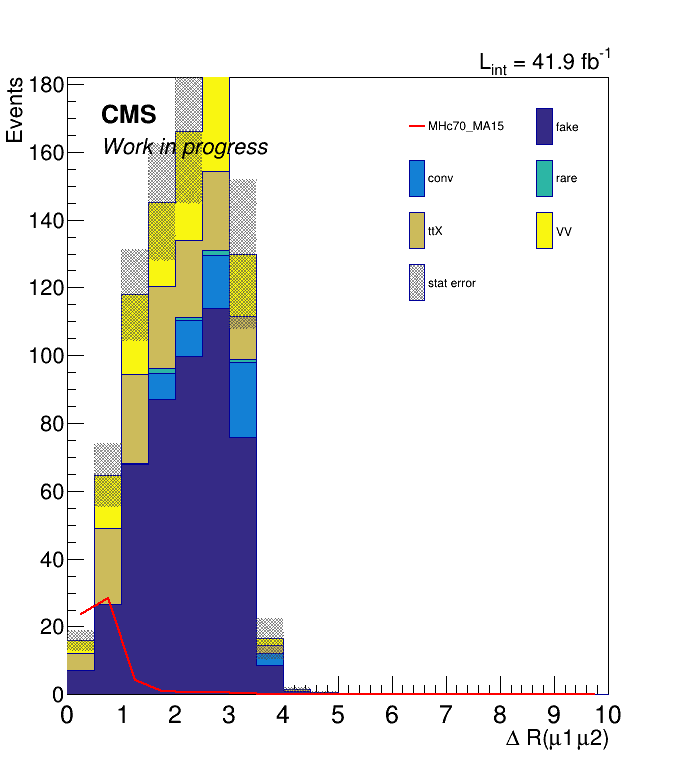 L_int = 41.9 fb^-1
Events
CMS
Work in progress
MHc70_MA15
fake
conv
rare
ttX
VV
stat error
180
160
140
120
100
80
60
40
20
0
0 1 2 3 4 5 6 7 8 9 10
Δ R(μ1μ2)